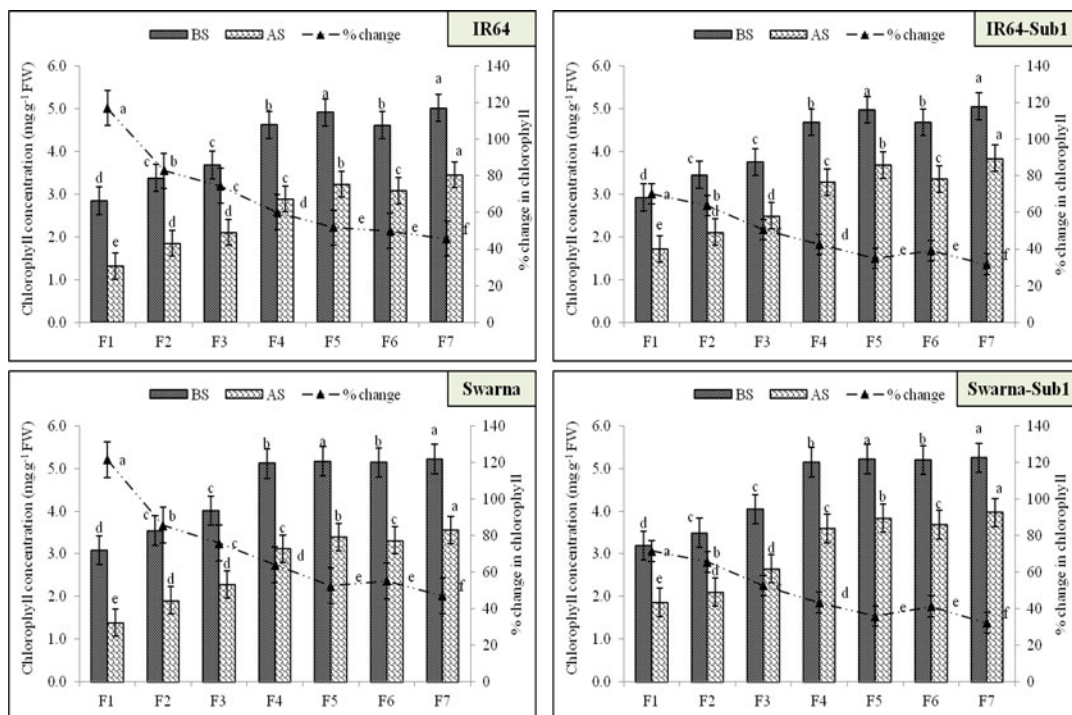 BS AS % change IR64
Chlorophyll concentration (mg g-1 FW)
6.0
5.0
4.0
3.0
2.0
1.0
0.0
140
120
100
80
60
40
20
0
% change in chlorophyll
d c c b a b a
e d d c b c a
a b c d e e f
F1 F2 F3 F4 F5 F6 F7
BS AS % change IR64-Sub1
Chlorophyll concentration (mg g-1 FW)
6.0
5.0
4.0
3.0
2.0
1.0
0.0
140
120
100
80
60
40
20
0
% change in chlorophyll
d c c b a b a
e d d c b c a
a b c d e e f
F1 F2 F3 F4 F5 F6 F7
BS AS % change Swarna
Chlorophyll concentration (mg g-1 FW)
6.0
5.0
4.0
3.0
2.0
1.0
0.0
140
120
100
80
60
40
20
0
% change in chlorophyll
d c c b a b a
e d d c b c a
a b c d e e f
F1 F2 F3 F4 F5 F6 F7
BS AS % change Swarna-Sub1
Chlorophyll concentration (mg g-1 FW)
6.0
5.0
4.0
3.0
2.0
1.0
0.0
140
120
100
80
60
40
20
0
% change in chlorophyll
d c c b a b a
e d d c b c a
a b c d e e f
F1 F2 F3 F4 F5 F6 F7